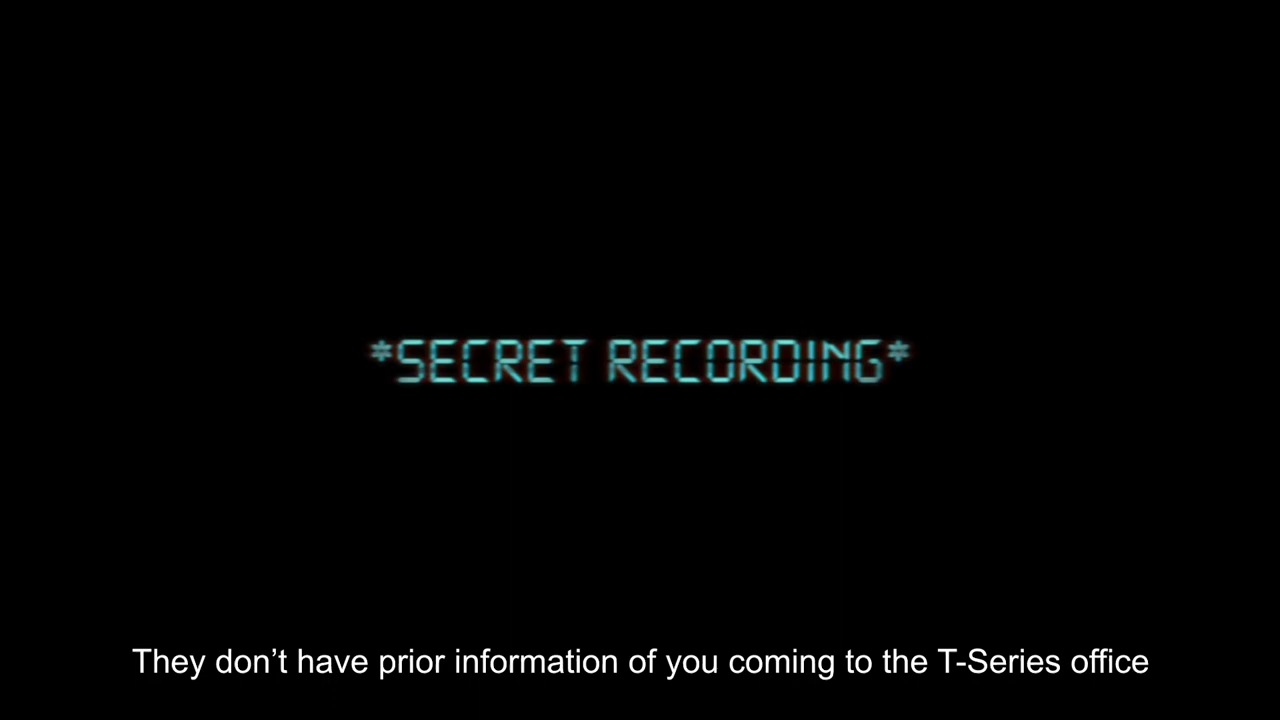 *SECRET RECORDING*
They don’t have prior information of you coming to the T-Series office